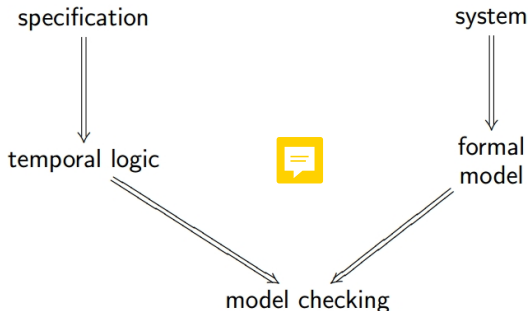 specification
system
temporal logic
formal
model
model checking